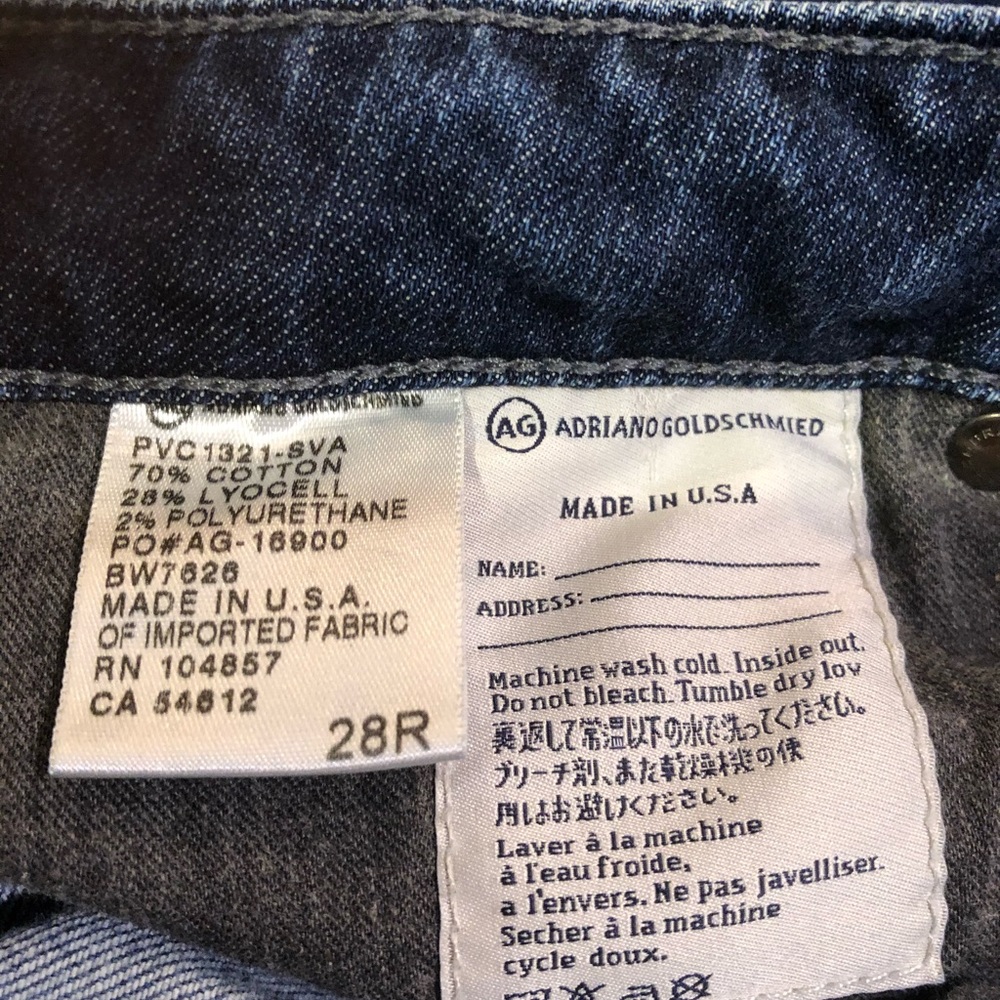 PVC1321-SVA
70% COTTON
28% LYOCELL
2% POLYURETHANE
PO#AG-16900
BW7626
MADE IN U.S.A.
OF IMPORTED FABRIC
RN 104857
CA 54612
28R
AG ADRIANO GOLDSCHMIED
MADE IN U.S.A
NAME:
ADDRESS:
Machine wash cold. Inside out.
Do not bleach. Tumble dry low
裏返して常温以下の水で洗ってください。
ブリーチ剤、また乾燥機の使
用はお避けください。
Laver à la machine
à l'eau froide,
a l'envers. Ne pas javelliser.
Secher à la machine
cycle doux.